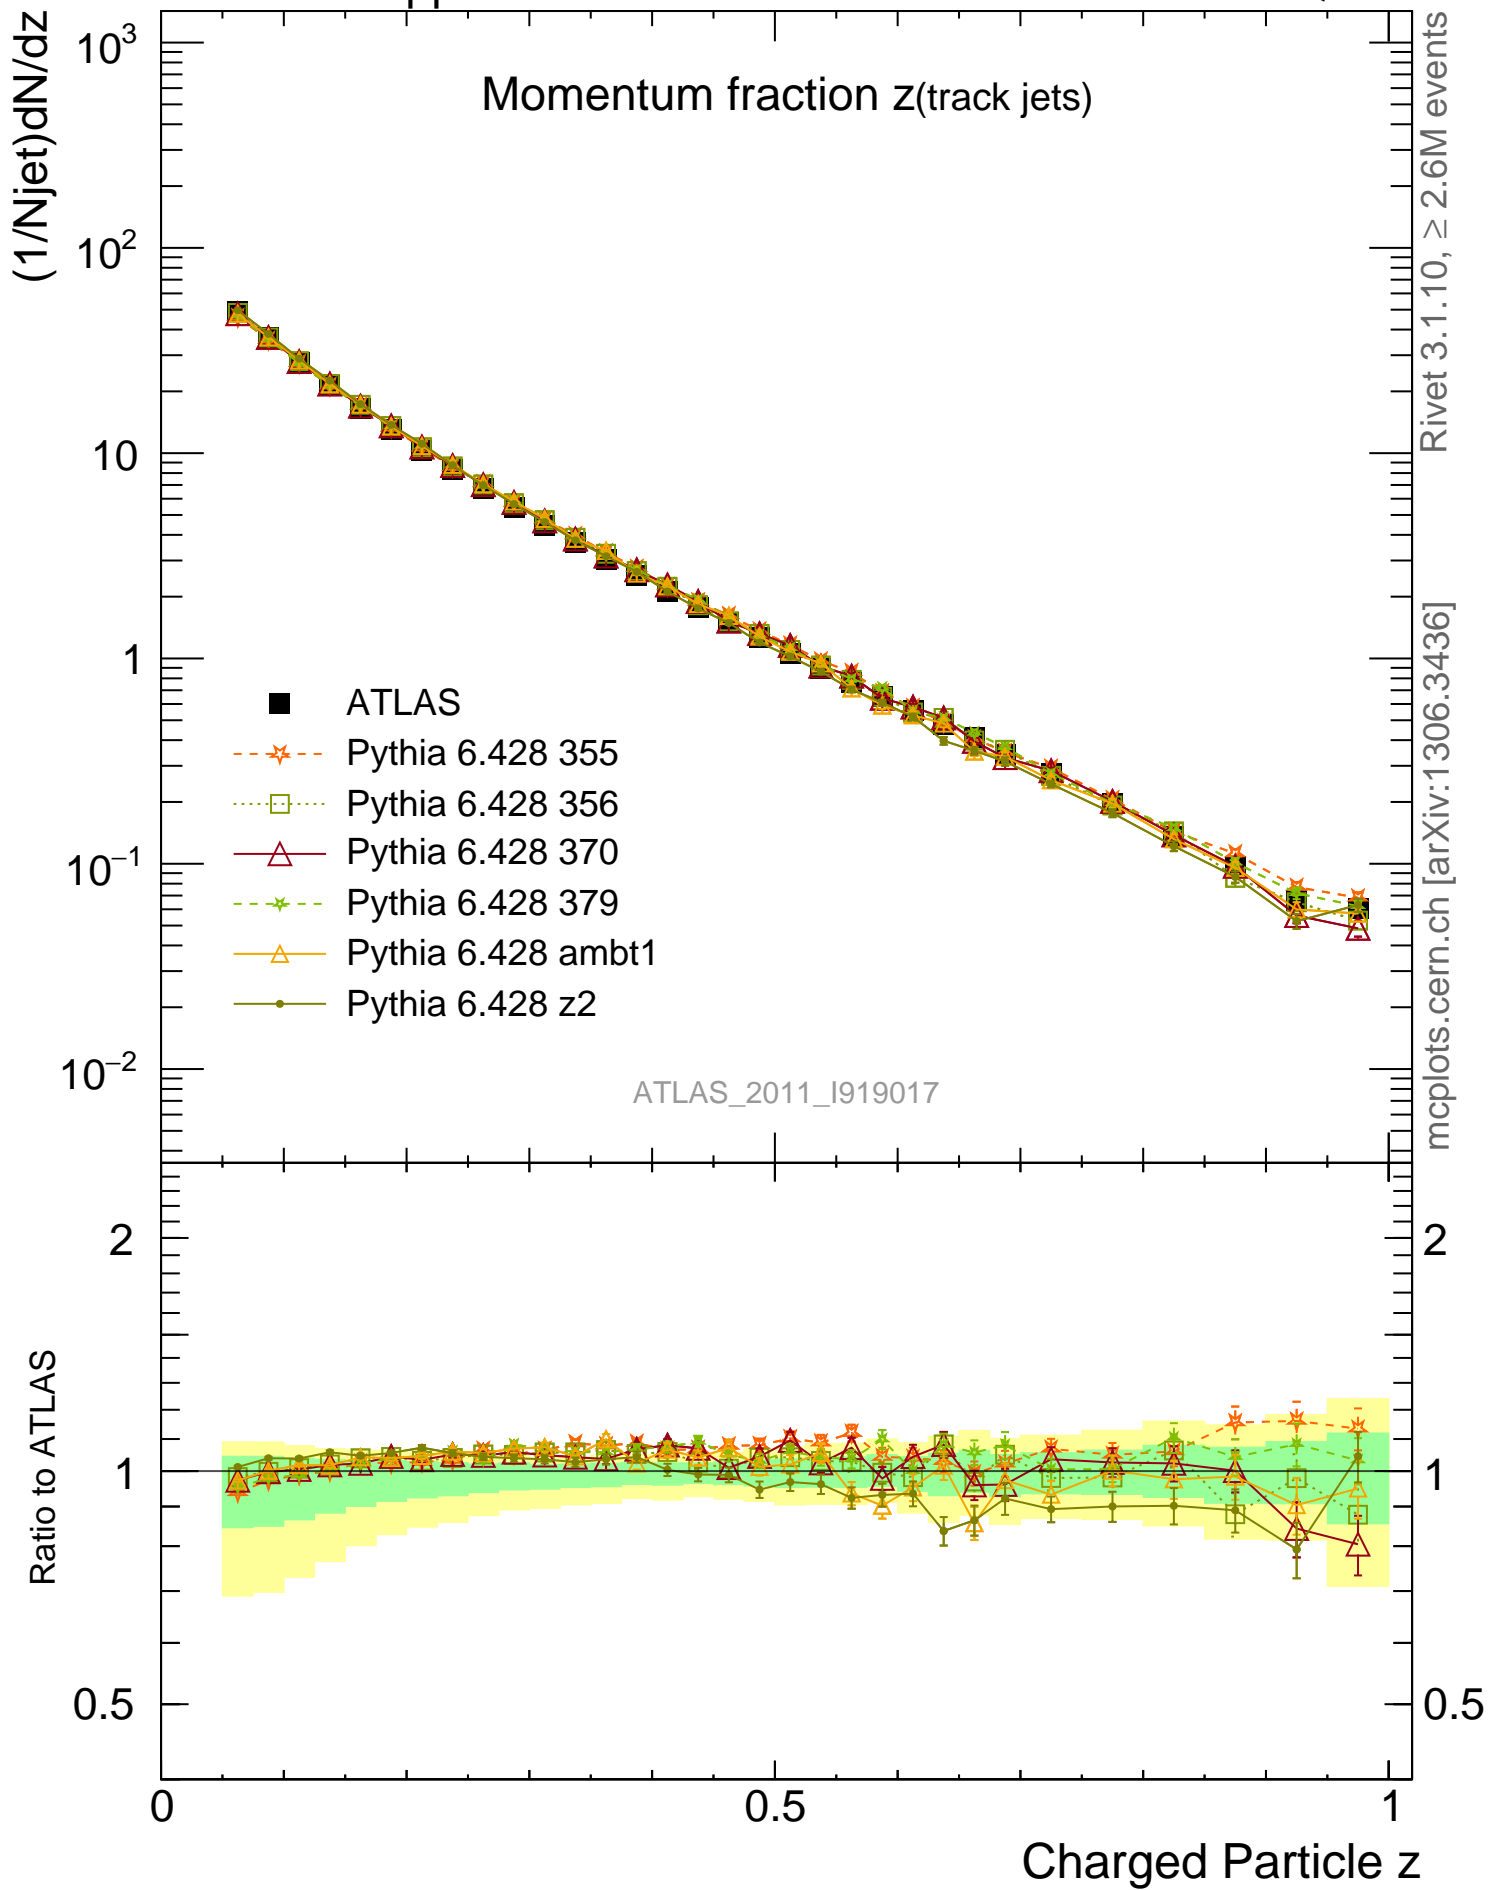 (1/Njet)dN/dz
Momentum fraction z(track jets)
10³
10²
10
1
10⁻¹
10⁻²
ATLAS
Pythia 6.428 355
Pythia 6.428 356
Pythia 6.428 370
Pythia 6.428 379
Pythia 6.428 ambt1
Pythia 6.428 z2
ATLAS_2011_I919017
Rivet 3.1.10, ≥ 2.6M events
mcplots.cern.ch [arXiv:1306.3436]
Ratio to ATLAS
2
1
0.5
2
1
0.5
0
0.5
1
Charged Particle z